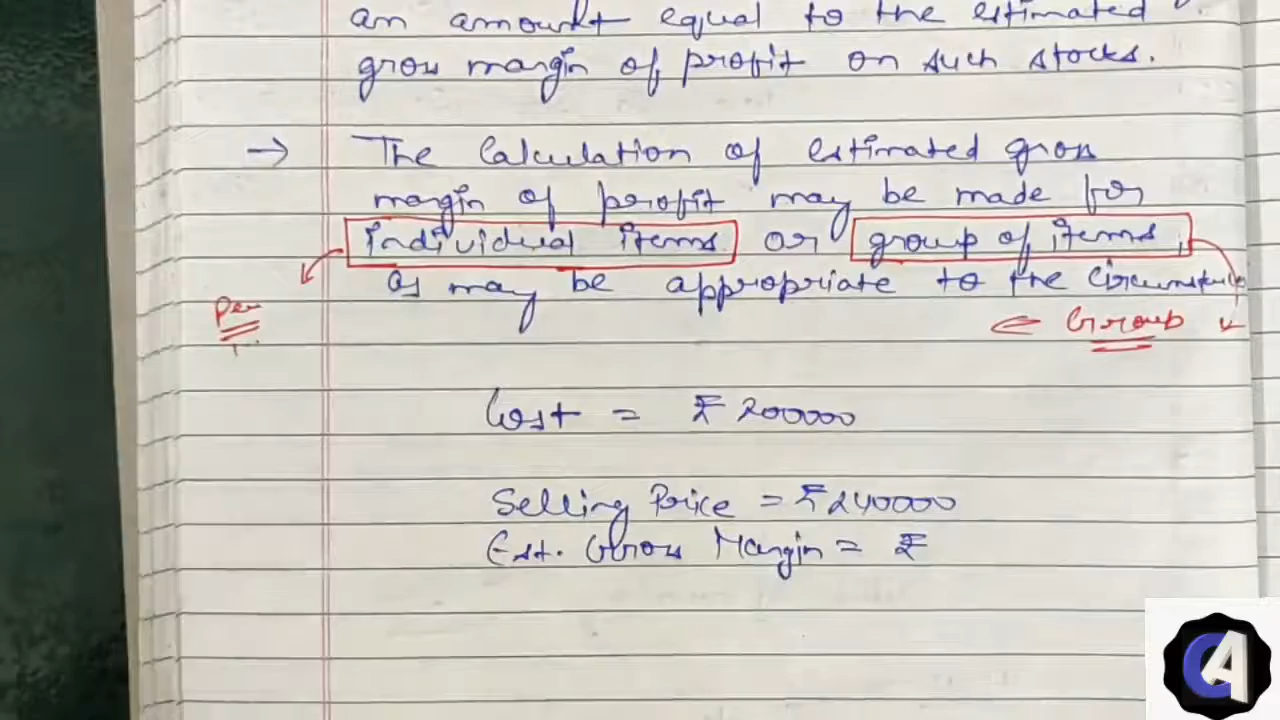 an amount equal to the estimated
gross margin of profit on such stocks.
→ The Calculation of estimated gross
margin of profit may be made for
individual items or group of items,
as may be appropriate to the
Pen
← Group
Cost = ₹ 200000
Selling Price = ₹ 240000
Est. Gross Margin = ₹
CA